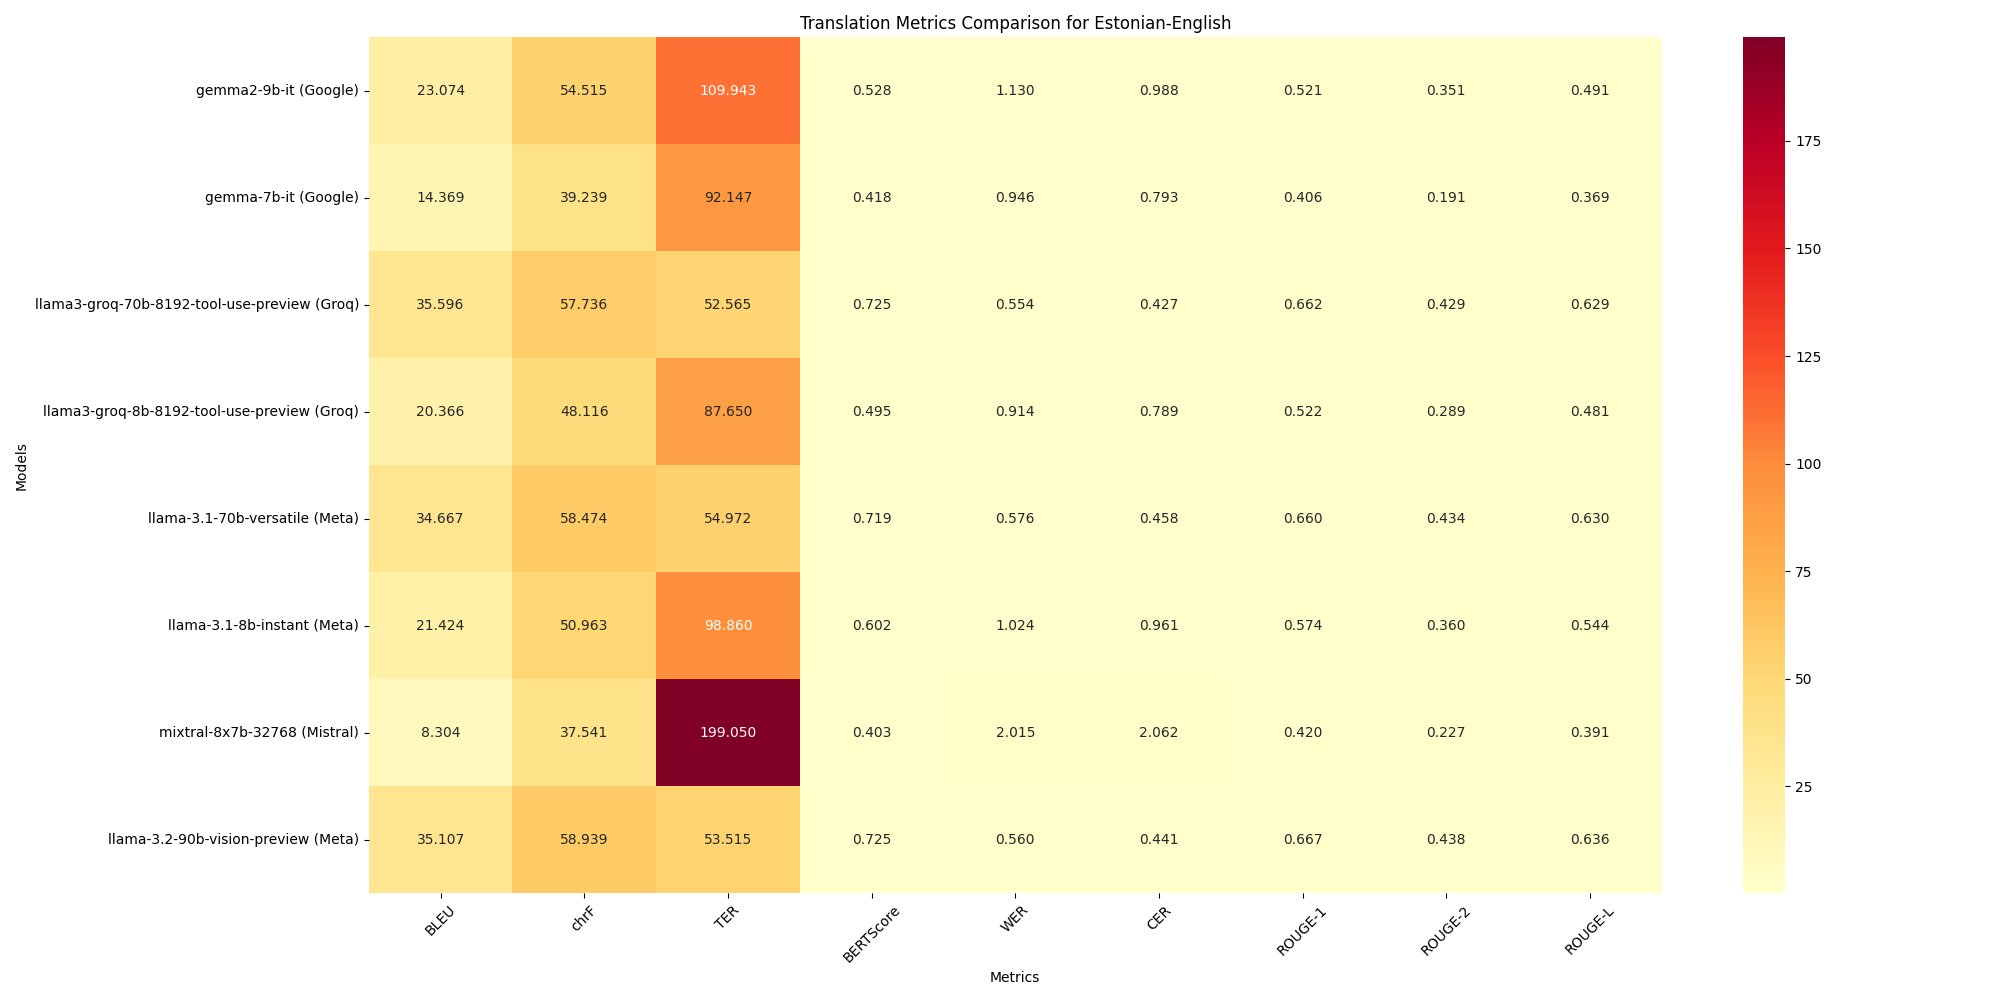 Translation Metrics Comparison for Estonian-English
gemma2-9b-it (Google) 23.074 54.515 109.943 0.528 1.130 0.988 0.521 0.351 0.491
gemma-7b-it (Google) 14.369 39.239 92.147 0.418 0.946 0.793 0.406 0.191 0.369
llama3-groq-70b-8192-tool-use-preview (Groq) 35.596 57.736 52.565 0.725 0.554 0.427 0.662 0.429 0.629
llama3-groq-8b-8192-tool-use-preview (Groq) 20.366 48.116 87.650 0.495 0.914 0.789 0.522 0.289 0.481
llama-3.1-70b-versatile (Meta) 34.667 58.474 54.972 0.719 0.576 0.458 0.660 0.434 0.630
llama-3.1-8b-instant (Meta) 21.424 50.963 98.860 0.602 1.024 0.961 0.574 0.360 0.544
mixtral-8x7b-32768 (Mistral) 8.304 37.541 199.050 0.403 2.015 2.062 0.420 0.227 0.391
llama-3.2-90b-vision-preview (Meta) 35.107 58.939 53.515 0.725 0.560 0.441 0.667 0.438 0.636
Models
BLEU chrF TER BERTScore WER CER ROUGE-1 ROUGE-2 ROUGE-L
Metrics
175
150
125
100
75
50
25